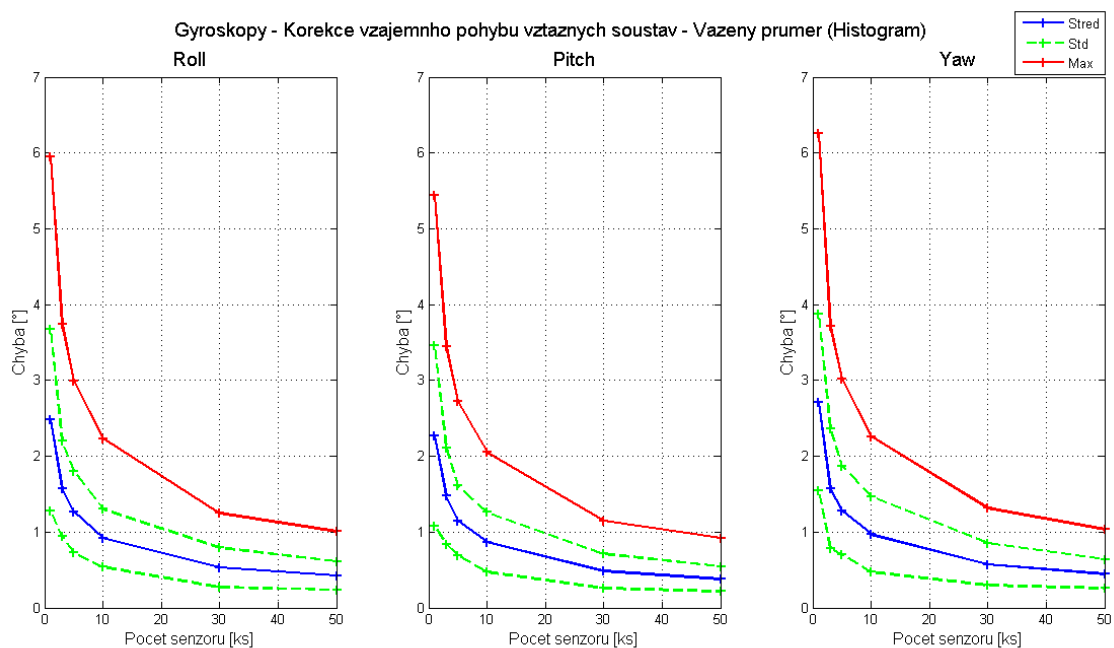 Gyroskopy - Korekce vzajemnho pohybu vztaznych soustav - Vazeny prumer (Histogram)
Stred
Std
Max
Roll
7
6
5
4
3
2
1
0
Chyba [°]
0 10 20 30 40 50
Pocet senzoru [ks]
Pitch
7
6
5
4
3
2
1
0
Chyba [°]
0 10 20 30 40 50
Pocet senzoru [ks]
Yaw
7
6
5
4
3
2
1
0
Chyba [°]
0 10 20 30 40 50
Pocet senzoru [ks]